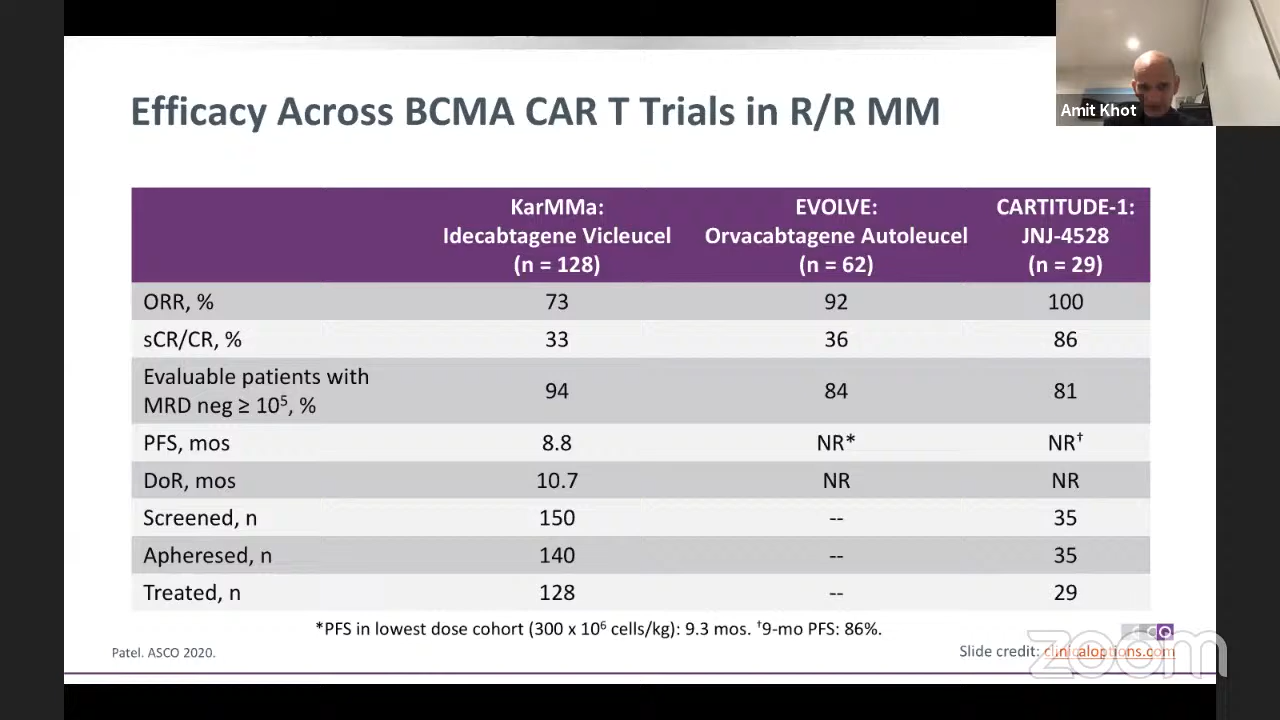 Amit Khot
Efficacy Across BCMA CAR T Trials in R/R MM
KarMMa: Idecabtagene Vicleucel (n = 128)
EVOLVE: Orvacabtagene Autoleucel (n = 62)
CARTITUDE-1: JNJ-4528 (n = 29)
ORR, % 73 92 100
sCR/CR, % 33 36 86
Evaluable patients with
MRD neg ≥ 10⁵, % 94 84 81
PFS, mos 8.8 NR* NR†
DoR, mos 10.7 NR NR
Screened, n 150 -- 35
Apheresed, n 140 -- 35
Treated, n 128 -- 29
*PFS in lowest dose cohort (300 x 10⁶ cells/kg): 9.3 mos. †9-mo PFS: 86%.
Patel. ASCO 2020.
Slide credit: clinicaloptions.com
zoom